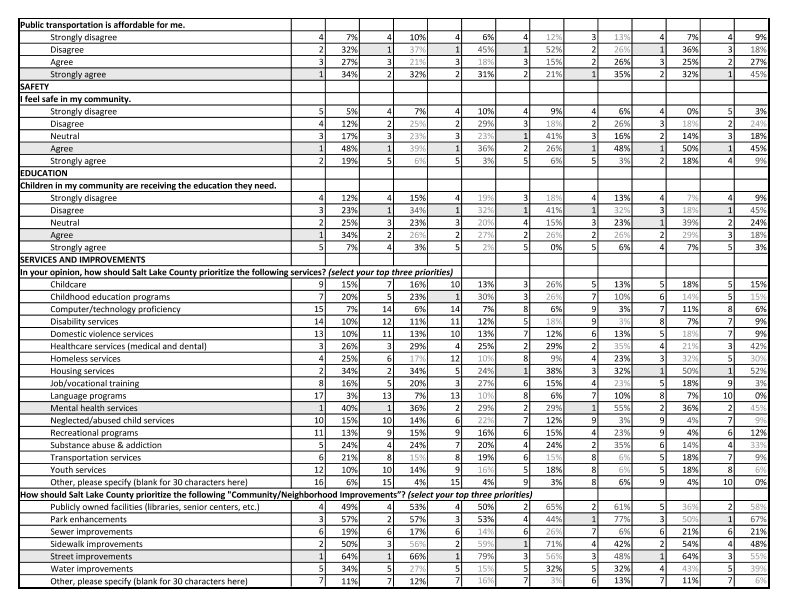 Public transportation is affordable for me.
Strongly disagree 4 7% 4 10% 4 6% 4 12% 3 13% 4 7% 4 9%
Disagree 2 32% 1 37% 1 45% 1 52% 2 26% 1 36% 3 18%
Agree 3 27% 3 21% 3 18% 3 15% 2 26% 3 25% 2 27%
Strongly agree 1 34% 2 32% 2 31% 2 21% 1 35% 2 32% 1 45%
SAFETY
I feel safe in my community.
Strongly disagree 5 5% 4 7% 4 10% 4 9% 4 6% 4 0% 5 3%
Disagree 4 12% 2 25% 2 29% 3 18% 2 26% 3 18% 2 24%
Neutral 3 17% 3 23% 3 23% 1 41% 3 16% 2 14% 3 18%
Agree 1 48% 1 39% 1 36% 2 26% 1 48% 1 50% 1 45%
Strongly agree 2 19% 5 6% 5 3% 5 6% 5 3% 2 18% 4 9%
EDUCATION
Children in my community are receiving the education they need.
Strongly disagree 4 12% 4 15% 4 19% 3 18% 4 13% 4 7% 4 9%
Disagree 3 23% 1 34% 1 32% 1 41% 1 32% 3 18% 1 45%
Neutral 2 25% 3 23% 3 20% 4 15% 3 23% 1 39% 2 24%
Agree 1 34% 2 26% 2 27% 2 26% 2 26% 2 29% 3 18%
Strongly agree 5 7% 4 3% 5 2% 5 0% 5 6% 4 7% 5 3%
SERVICES AND IMPROVEMENTS
In your opinion, how should Salt Lake County prioritize the following services? (select your top three priorities)
Childcare 9 15% 7 16% 10 13% 3 26% 5 13% 5 18% 5 15%
Childhood education programs 7 20% 5 23% 1 30% 3 26% 7 10% 6 14% 5 15%
Computer/technology proficiency 15 7% 14 6% 14 7% 8 6% 9 3% 7 11% 8 6%
Disability services 14 10% 12 11% 11 12% 5 18% 9 3% 8 7% 7 9%
Domestic violence services 13 10% 11 13% 10 13% 7 12% 6 13% 5 18% 7 9%
Healthcare services (medical and dental) 3 26% 3 29% 4 25% 2 29% 2 35% 4 21% 3 42%
Homeless services 4 25% 6 17% 12 10% 8 9% 4 23% 3 32% 5 30%
Housing services 2 34% 2 34% 5 24% 1 38% 3 32% 1 50% 1 52%
Job/vocational training 8 16% 5 20% 3 27% 6 15% 4 23% 5 18% 9 3%
Language programs 17 3% 13 7% 13 10% 8 6% 7 10% 8 7% 10 0%
Mental health services 1 40% 1 36% 2 29% 2 29% 1 55% 2 36% 2 45%
Neglected/abused child services 10 15% 10 14% 6 22% 7 12% 9 3% 9 4% 7 9%
Recreational programs 11 13% 9 15% 9 16% 6 15% 4 23% 9 4% 6 12%
Substance abuse & addiction 5 24% 4 24% 7 20% 4 24% 2 35% 6 14% 4 33%
Transportation services 6 21% 8 15% 8 19% 6 15% 8 6% 5 18% 7 9%
Youth services 12 10% 10 14% 9 16% 5 18% 8 6% 5 18% 8 6%
Other, please specify (blank for 30 characters here) 16 6% 15 4% 15 4% 9 3% 8 6% 9 4% 10 0%
How should Salt Lake County prioritize the following "Community/Neighborhood Improvements"? (select your top three priorities)
Publicly owned facilities (libraries, senior centers, etc.) 4 49% 4 53% 4 50% 2 65% 2 61% 5 36% 2 58%
Park enhancements 3 57% 2 57% 3 53% 4 44% 1 77% 3 50% 1 67%
Sewer improvements 6 19% 6 17% 6 14% 6 26% 7 6% 6 21% 6 21%
Sidewalk improvements 2 50% 3 56% 2 59% 1 71% 4 42% 2 54% 4 48%
Street improvements 1 64% 1 66% 1 79% 3 56% 3 48% 1 64% 3 55%
Water improvements 5 34% 5 27% 5 15% 5 32% 5 32% 4 43% 5 39%
Other, please specify (blank for 30 characters here) 7 11% 7 12% 7 16% 7 3% 6 13% 7 11% 7 6%